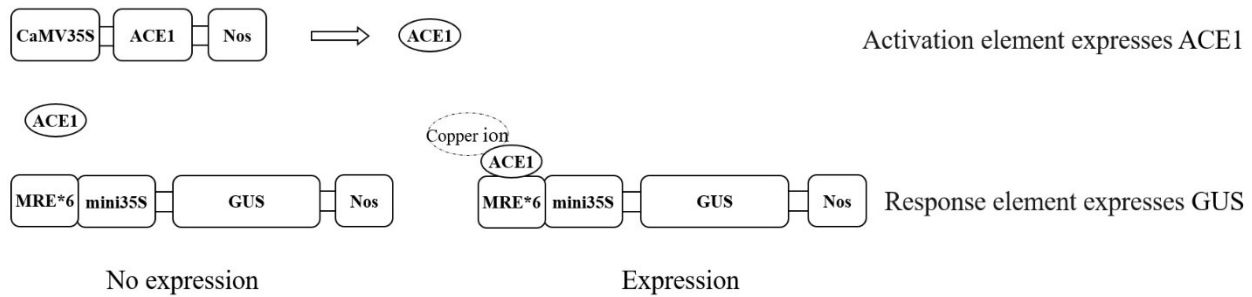 CaMV35S ACE1 Nos ACE1 Activation element expresses ACE1
ACE1
Copper ion
ACE1
MRE*6 mini35S GUS Nos MRE*6 mini35S GUS Nos Response element expresses GUS
No expression Expression